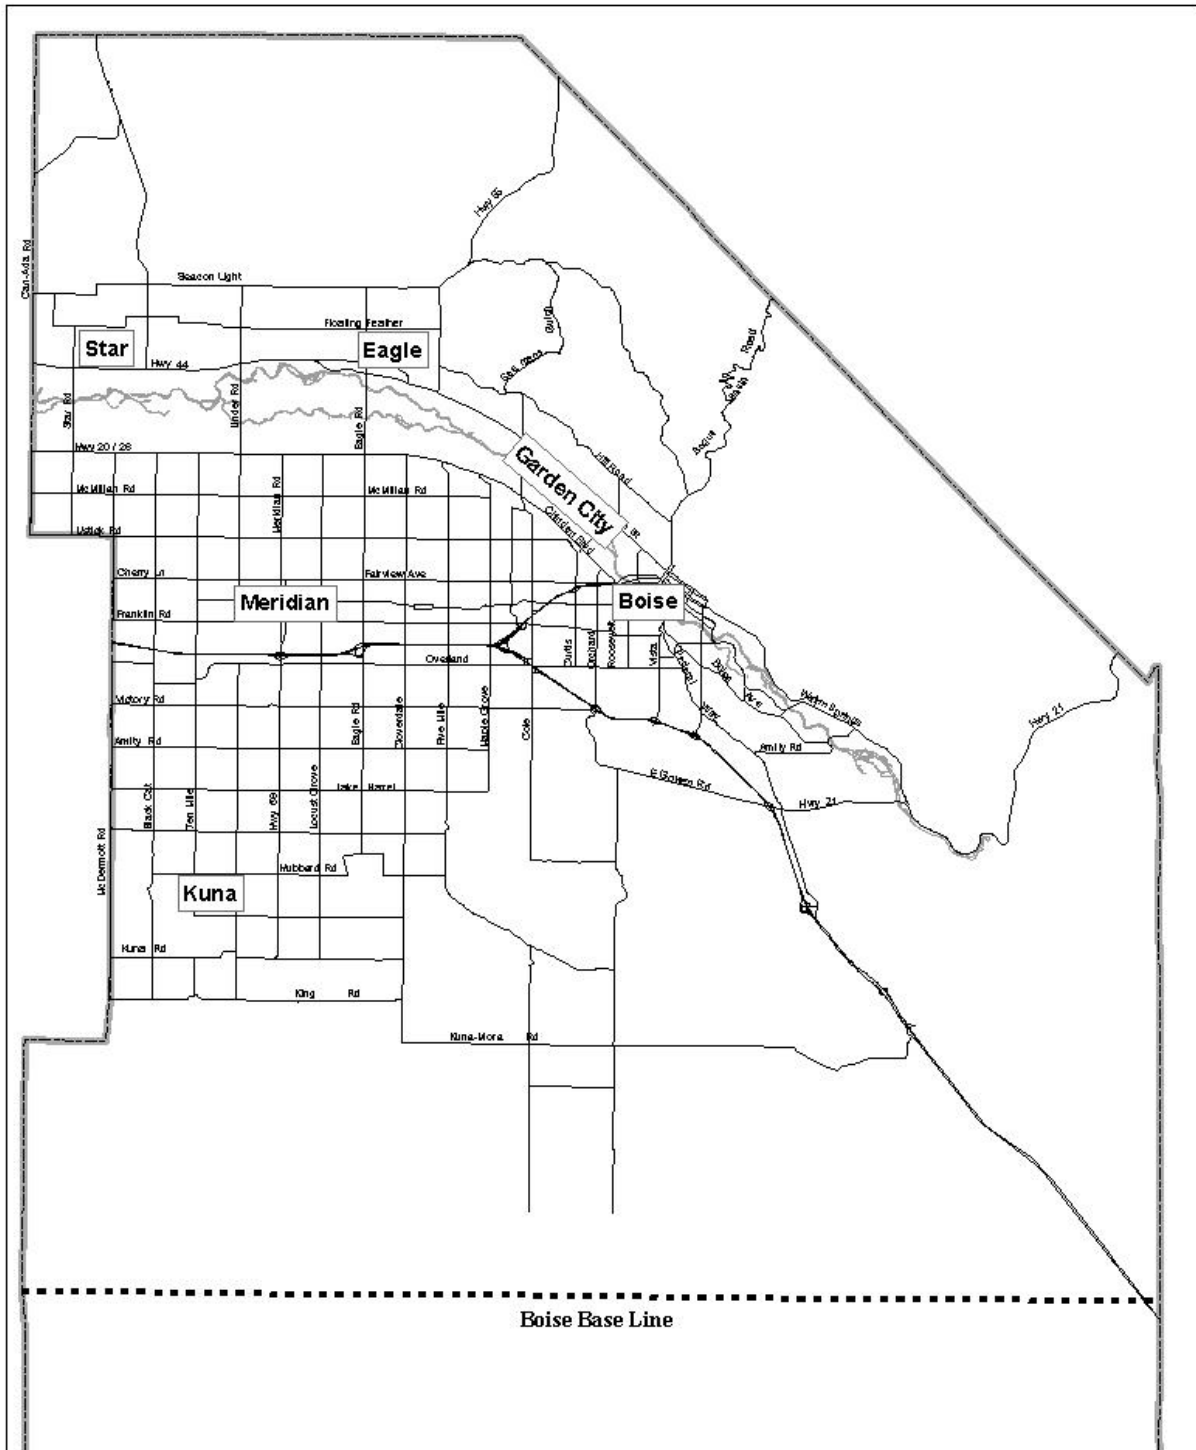 Hwy 55
Can-Ada Rd
Beacon Light
Floating Feather
Star
Eagle
Hwy 44
Gulch
Road
Star Rd
Linder Rd
Eagle Rd
Bogus
Basin
Hwy 20 / 26
Garden City
Hill Road
McMillan Rd
Meridian Rd
McMillan Rd
Ustick Rd
Cherry Ln
Fairview Ave
Meridian
Boise
Franklin Rd
Overland
Curtis
Orchard
Roosevelt
Vista
Federal
Way
Boise
Ave
Warm Springs
Victory Rd
Hwy 21
Amity Rd
Eagle Rd
Cloverdale
Five Mile
Maple Grove
Cole
Amity Rd
E Gowen Rd
Hwy 21
Lake Hazel
Black Cat
Ten Mile
Hwy 69
Locust Grove
McDermott Rd
Hubbard Rd
Kuna
Kuna Rd
King Rd
Kuna-Mora Rd
Boise Base Line